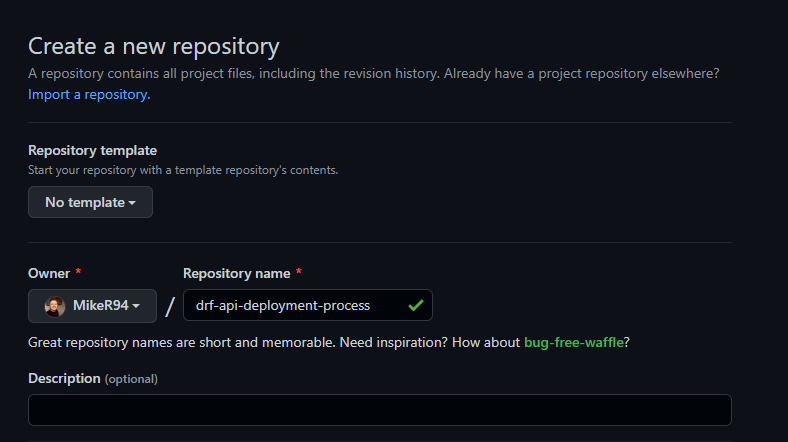 Create a new repository
A repository contains all project files, including the revision history. Already have a project repository elsewhere?
Import a repository.
Repository template
Start your repository with a template repository's contents.
No template
Owner *
Repository name *
MikeR94
/
drf-api-deployment-process
Great repository names are short and memorable. Need inspiration? How about bug-free-waffle?
Description (optional)